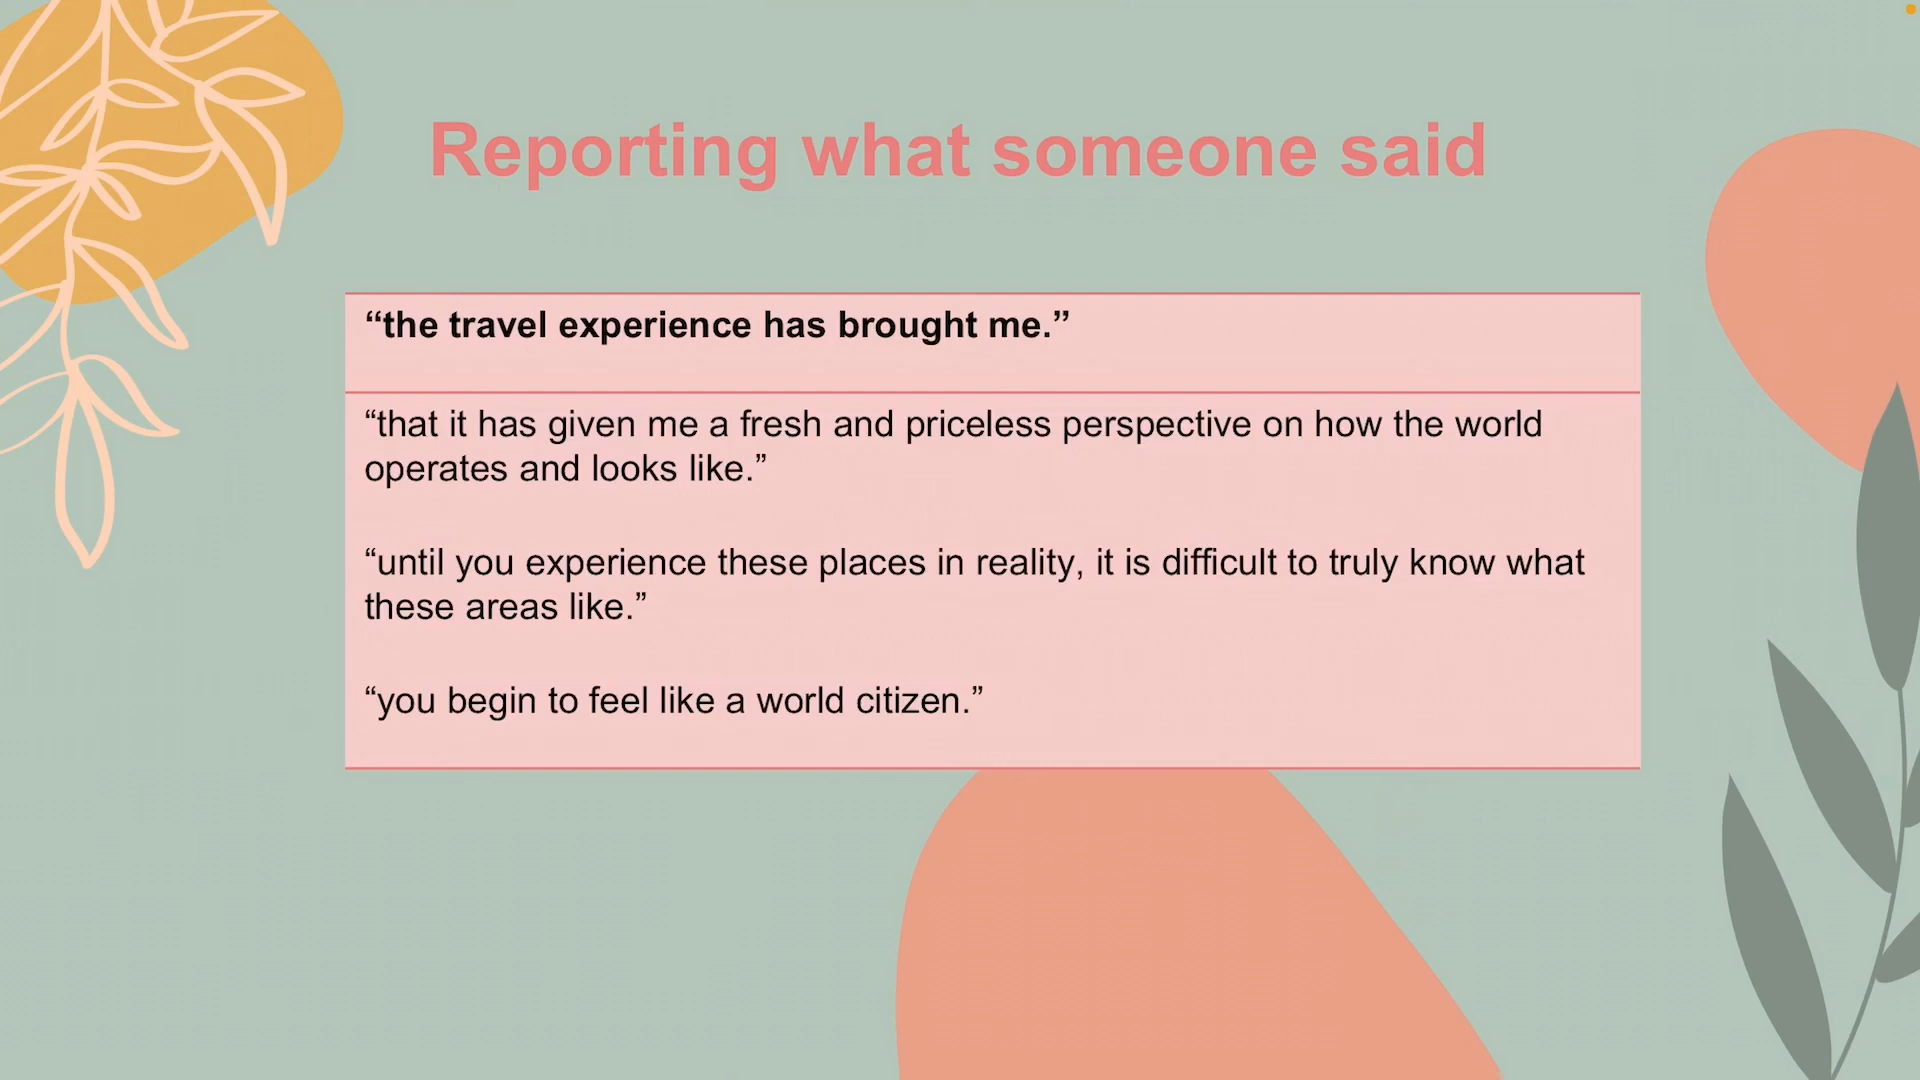 Reporting what someone said
“the travel experience has brought me.”
“that it has given me a fresh and priceless perspective on how the world
operates and looks like.”
“until you experience these places in reality, it is difficult to truly know what
these areas like.”
“you begin to feel like a world citizen.”